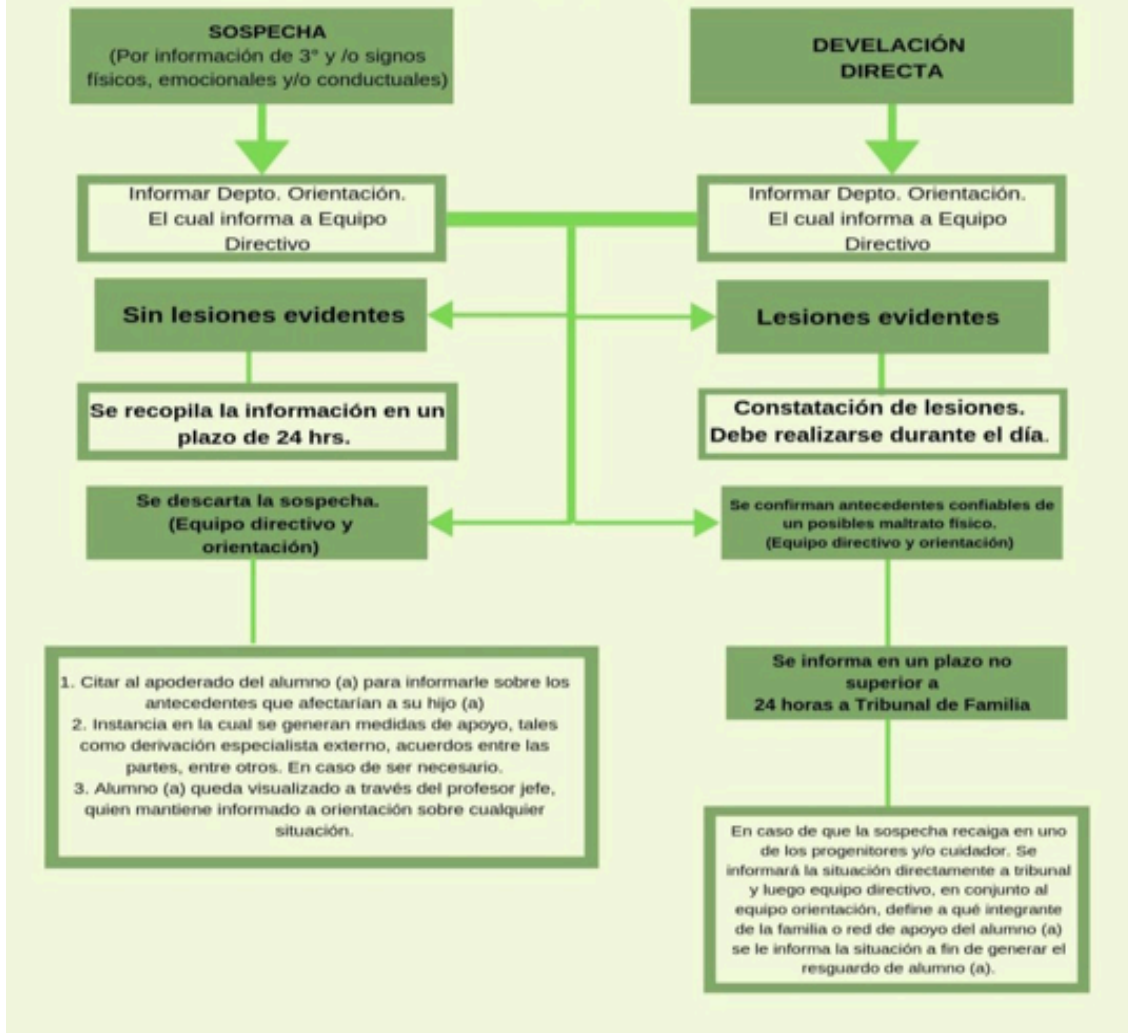 SOSPECHA
(Por información de 3° y /o signos
físicos, emocionales y/o conductuales)
DEVELACIÓN
DIRECTA
Informar Depto. Orientación.
El cual informa a Equipo
Directivo
Informar Depto. Orientación.
El cual informa a Equipo
Directivo
Sin lesiones evidentes
Lesiones evidentes
Se recopila la información en un
plazo de 24 hrs.
Constatación de lesiones.
Debe realizarse durante el día.
Se descarta la sospecha.
(Equipo directivo y
orientación)
Se confirman antecedentes confiables de
un posibles maltrato físico.
(Equipo directivo y orientación)
1. Citar al apoderado del alumno (a) para informarle sobre los
antecedentes que afectarían a su hijo (a)
2. Instancia en la cual se generan medidas de apoyo, tales
como derivación especialista externo, acuerdos entre las
partes, entre otros. En caso de ser necesario.
3. Alumno (a) queda visualizado a través del profesor jefe,
quien mantiene informado a orientación sobre cualquier
situación.
Se informa en un plazo no
superior a
24 horas a Tribunal de Familia
En caso de que la sospecha recaiga en uno
de los progenitores y/o cuidador. Se
informará la situación directamente a tribunal
y luego equipo directivo, en conjunto al
equipo orientación, define a qué integrante
de la familia o red de apoyo del alumno (a)
se le informa la situación a fin de generar el
resguardo de alumno (a).